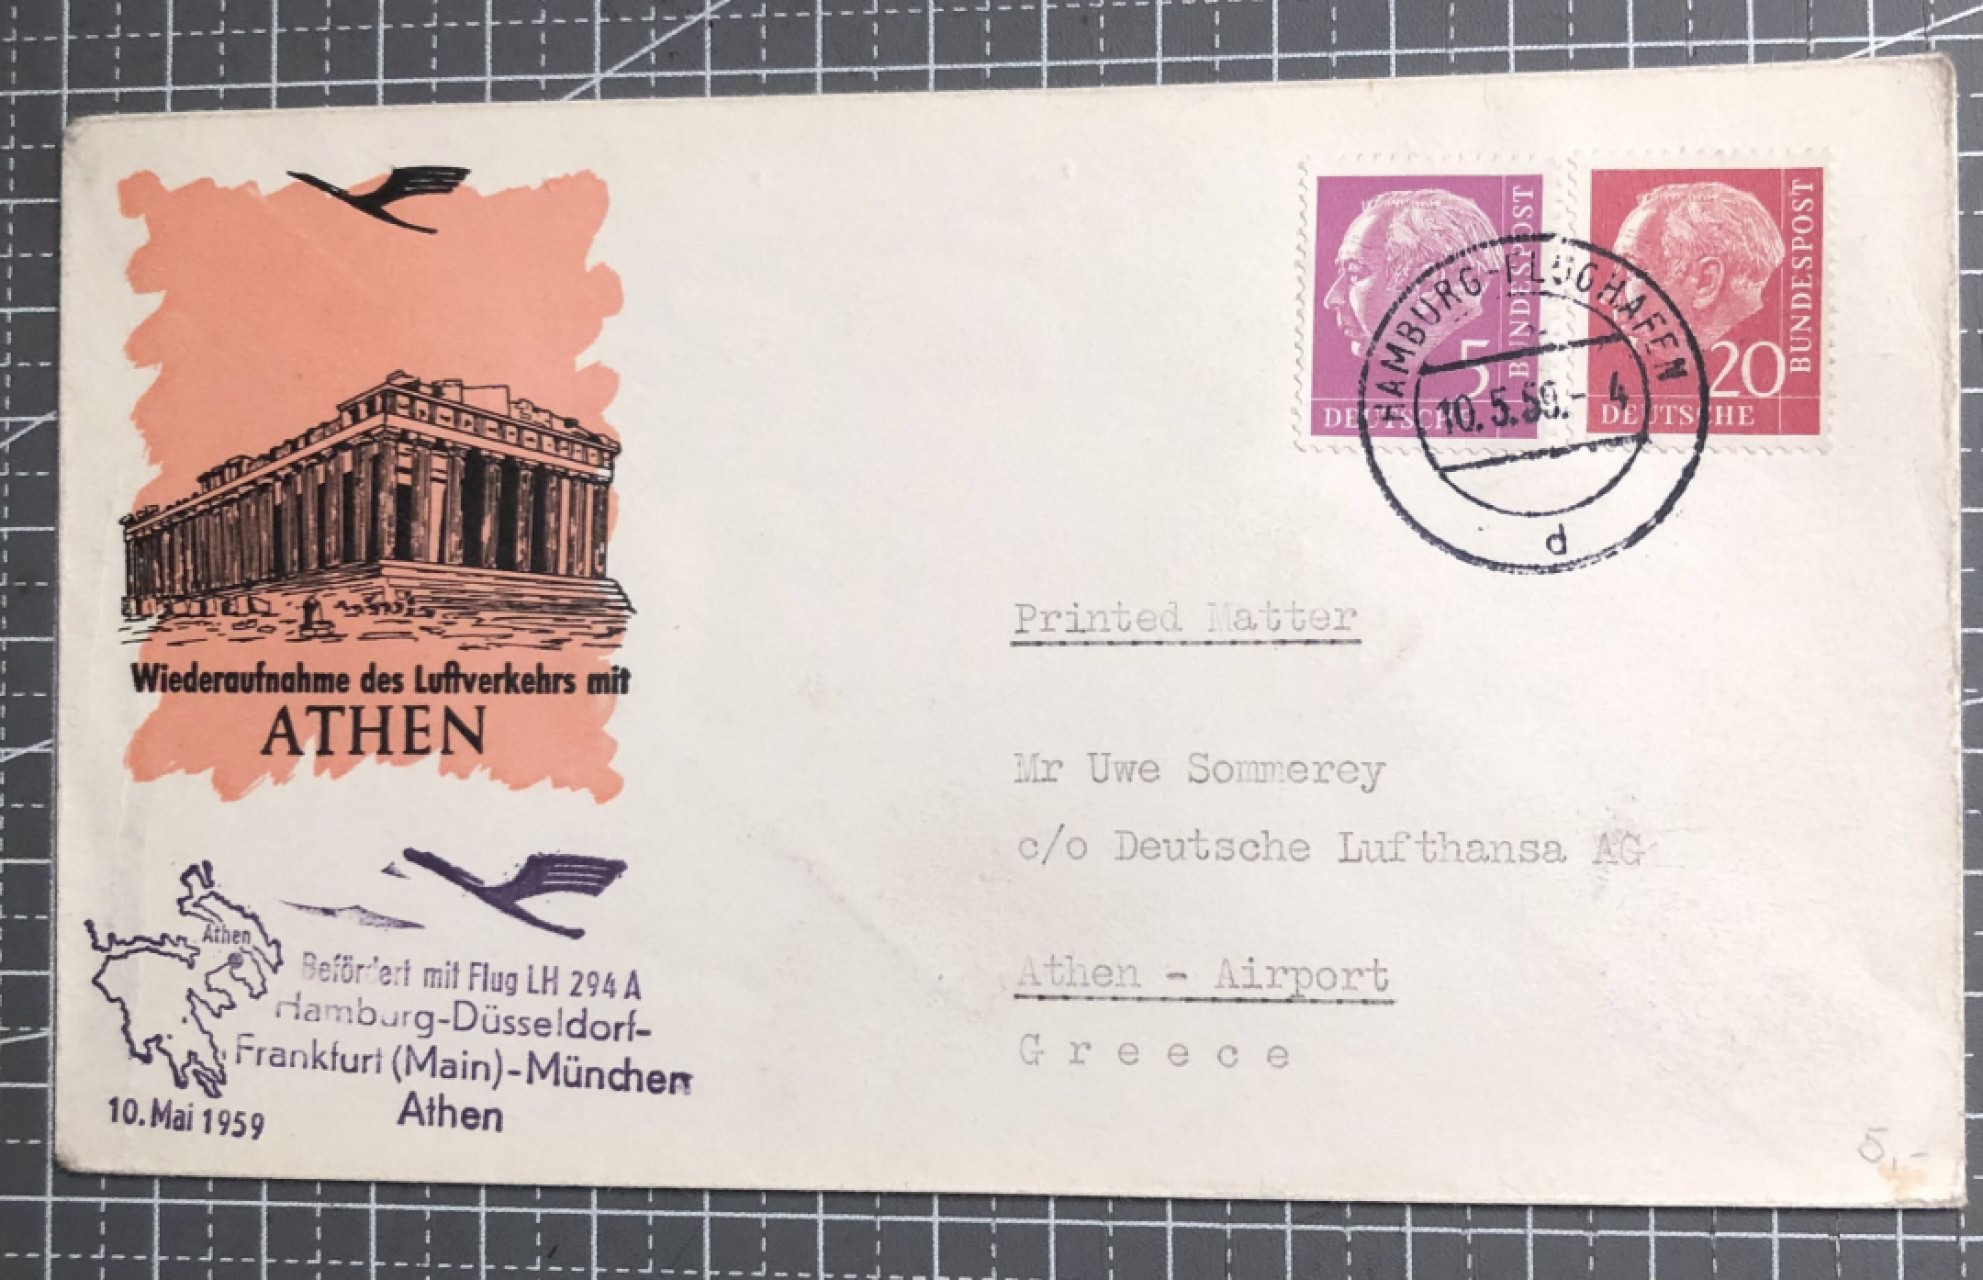 Wiederaufnahme des Luftverkehrs mit
ATHEN
5
DEUTSCHE
BUNDESPOST
20
DEUTSCHE
BUNDESPOST
HAMBURG-FLUGHAFEN
10.5.59.- 4
d
Printed Matter
Mr Uwe Sommerey
c/o Deutsche Lufthansa AG
Athen - Airport
Greece
Athen
Befördert mit Flug LH 294 A
Hamburg-Düsseldorf-
Frankfurt (Main)-München
Athen
10. Mai 1959
5,-